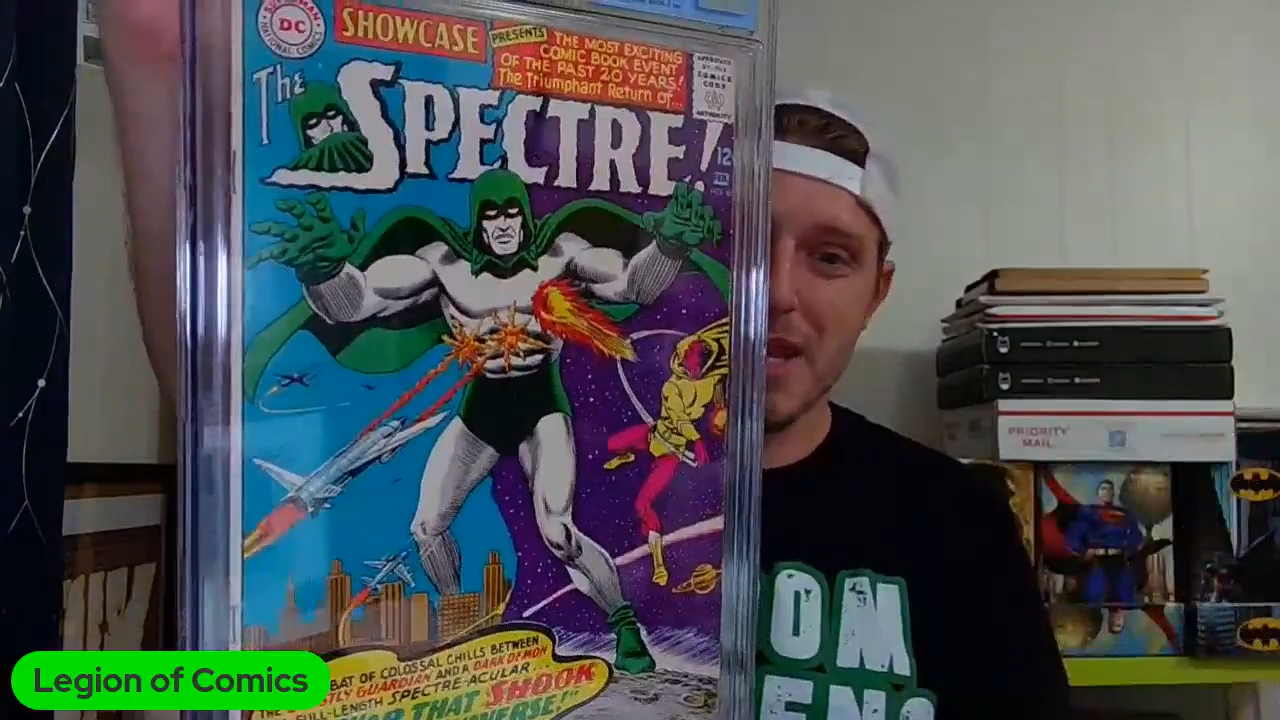 SUPERMAN
DC
NATIONAL COMICS
SHOWCASE
PRESENTS
THE MOST EXCITING
COMIC BOOK EVENT
OF THE PAST 20 YEARS!
The Triumphant Return of...
APPROVED
BY THE
COMICS
CODE
AUTHORITY
The
SPECTRE!
12
FEB.
BAT OF COLOSSAL CHILLS BETWEEN
GUARDIAN AND A DARK DEMON
FULL-LENGTH SPECTRE-ACULAR...
THAT SHOOK
PRIORITY
MAIL
OM
Legion of Comics